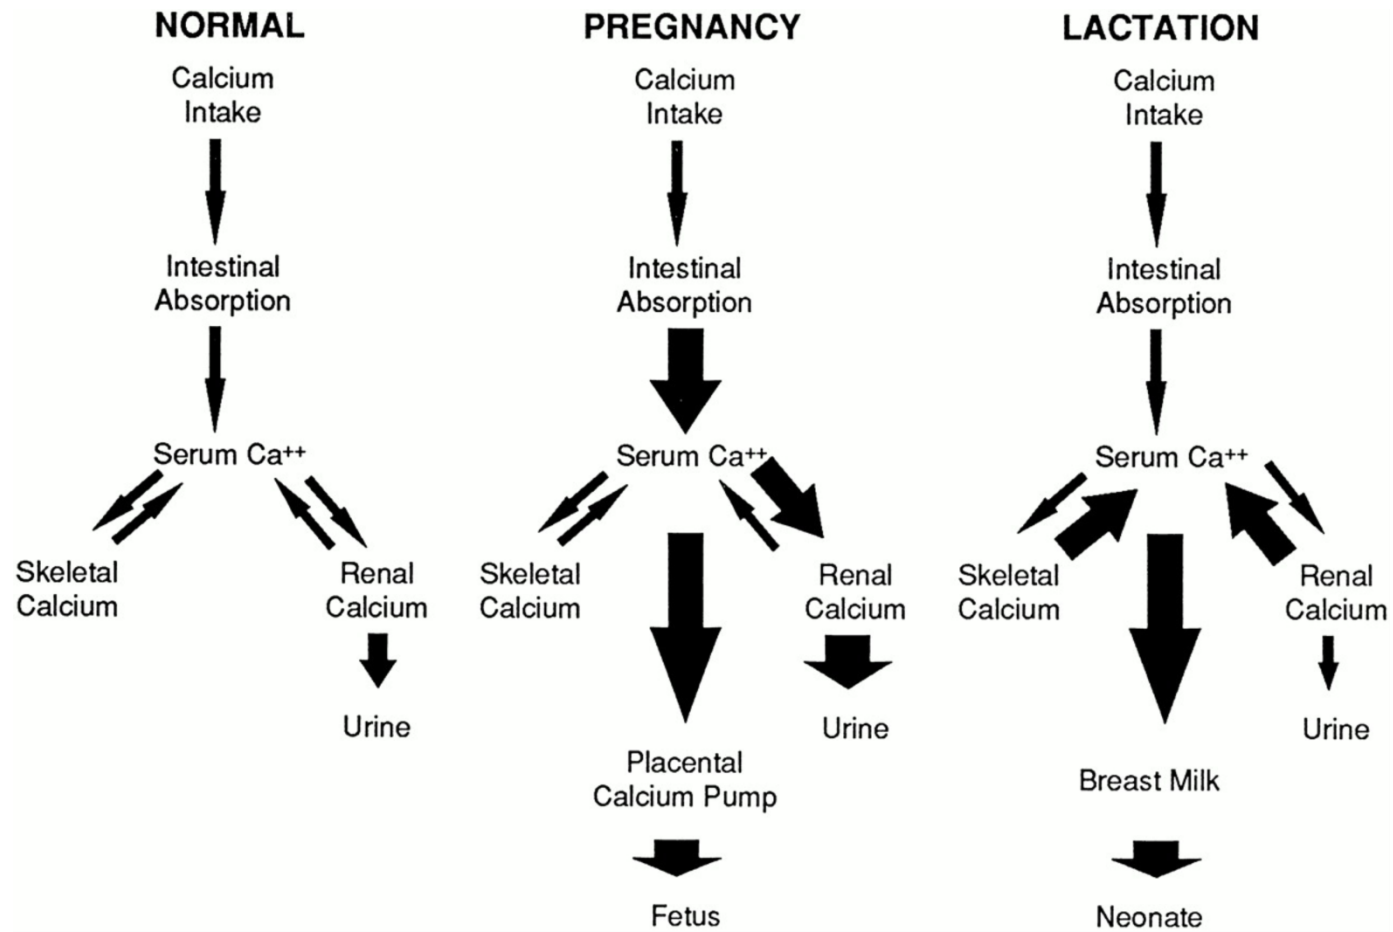 NORMAL
Calcium
Intake
Intestinal
Absorption
Serum Ca++
Skeletal
Calcium
Renal
Calcium
Urine
PREGNANCY
Calcium
Intake
Intestinal
Absorption
Serum Ca++
Skeletal
Calcium
Renal
Calcium
Urine
Placental
Calcium Pump
Fetus
LACTATION
Calcium
Intake
Intestinal
Absorption
Serum Ca++
Skeletal
Calcium
Renal
Calcium
Urine
Breast Milk
Neonate